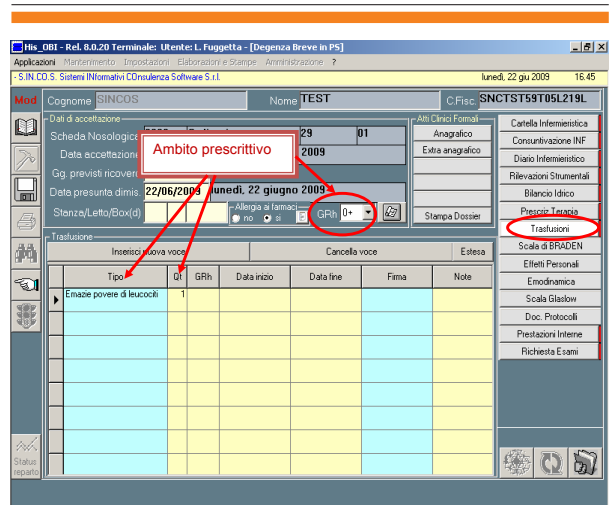 His_OBI - Rel. 8.0.20 Terminale: Utente: L. Fuggetta - [Degenza Breve in PS]
Applicazioni Mantenimento Impostazioni Elaborazioni e Stampe Amministrazione ?
- S.IN.CO.S. Sistemi INformativi COnsulenza Software S.r.l. lunedì, 22 giu 2009 16.45
Mod Cognome SINCOS Nome TEST C.Fisc. SNCTST59T05L219L
Dati di accettazione
Atti Clinici Formali
Scheda Nosologica 29 01
Data accettazione 2009
Gg. previsti ricovero
Data presunta dimis. 22/06/2009 lunedì, 22 giugno 2009
Stanza/Letto/Box(d) Allergia ai farmaci no si E GRh 0+
Ambito prescrittivo
Anagrafico
Extra anagrafico
Stampa Dossier
Cartella Infermieristica
Consuntivazione INF
Diario Infermieristico
Rilevazioni Strumentali
Bilancio Idrico
Prescriz Terapia
Trasfusioni
Scala di BRADEN
Effetti Personali
Emodinamica
Scala Glaslow
Doc. Protocolli
Prestazioni Interne
Richiesta Esami
Trasfusione
Inserisci nuova voce Cancella voce Estesa
Tipo Qt GRh Data inizio Data fine Firma Note
Emazie povere di leucociti 1
Status
reparto